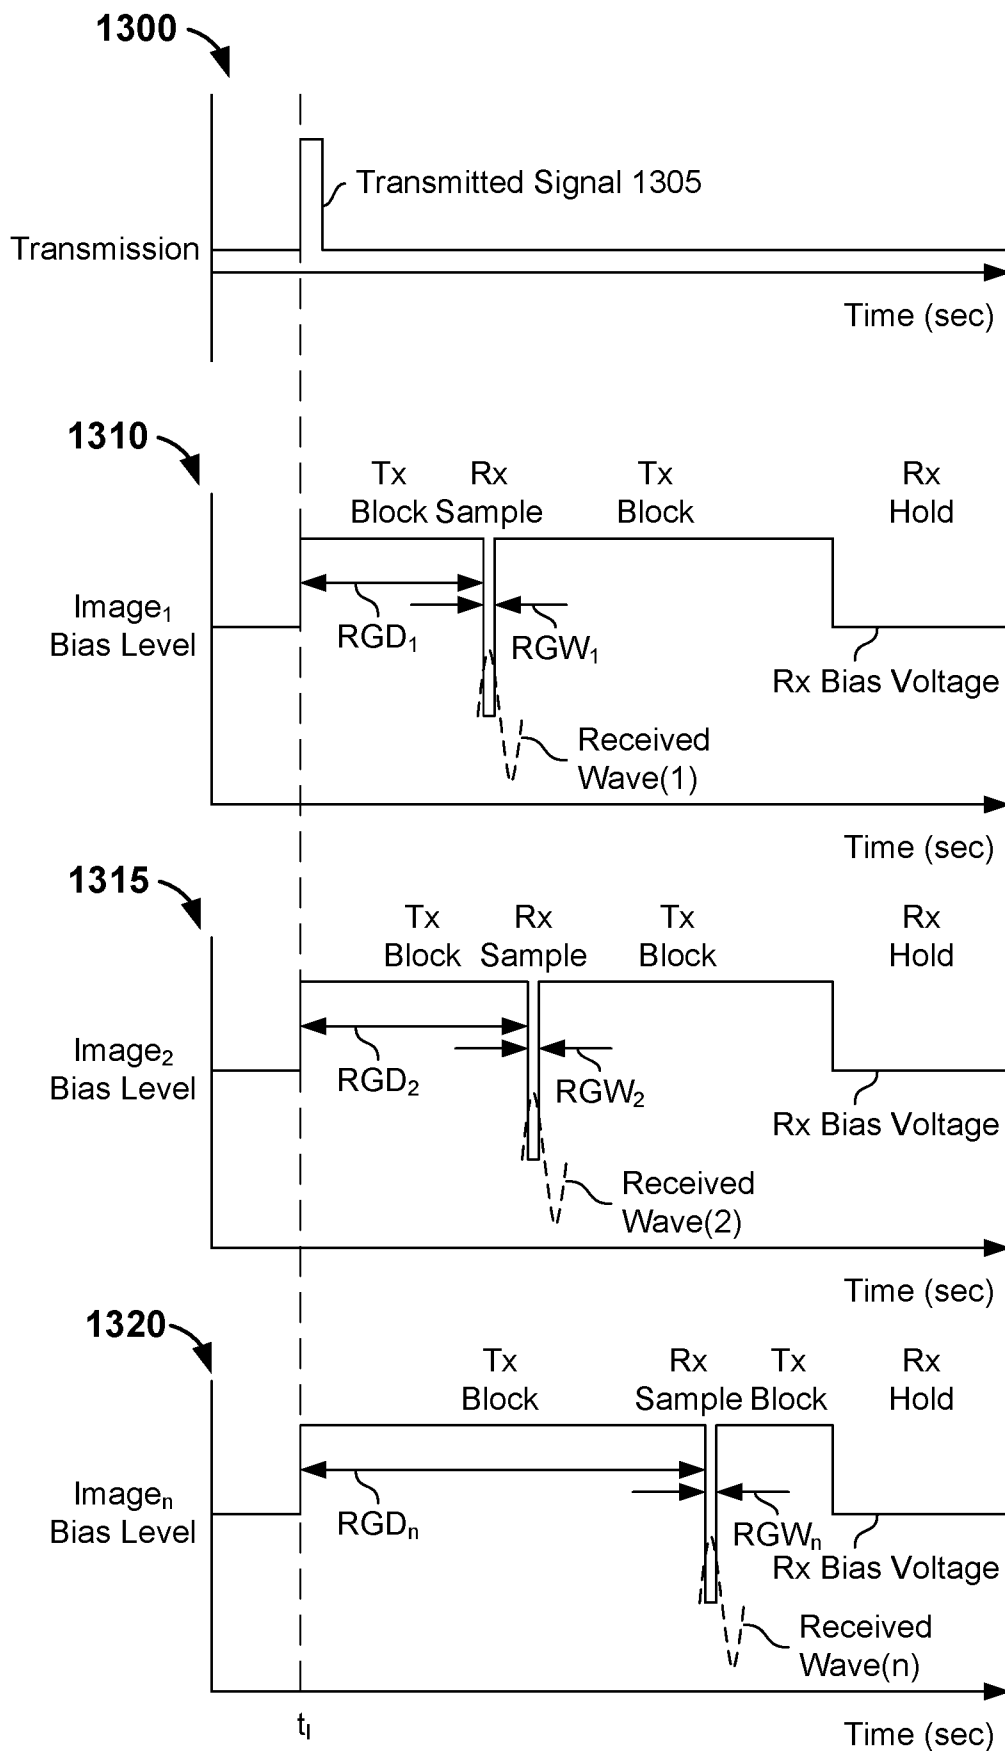 1300
Transmitted Signal 1305
Transmission
Time (sec)
1310
Tx Block
Rx Sample
Tx Block
Rx Hold
Image₁ Bias Level
RGD₁
RGW₁
Rx Bias Voltage
Received Wave(1)
Time (sec)
1315
Tx Block
Rx Sample
Tx Block
Rx Hold
Image₂ Bias Level
RGD₂
RGW₂
Rx Bias Voltage
Received Wave(2)
Time (sec)
1320
Tx Block
Rx Sample
Tx Block
Rx Hold
Imageₙ Bias Level
RGDₙ
RGWₙ
Rx Bias Voltage
Received Wave(n)
t_l
Time (sec)